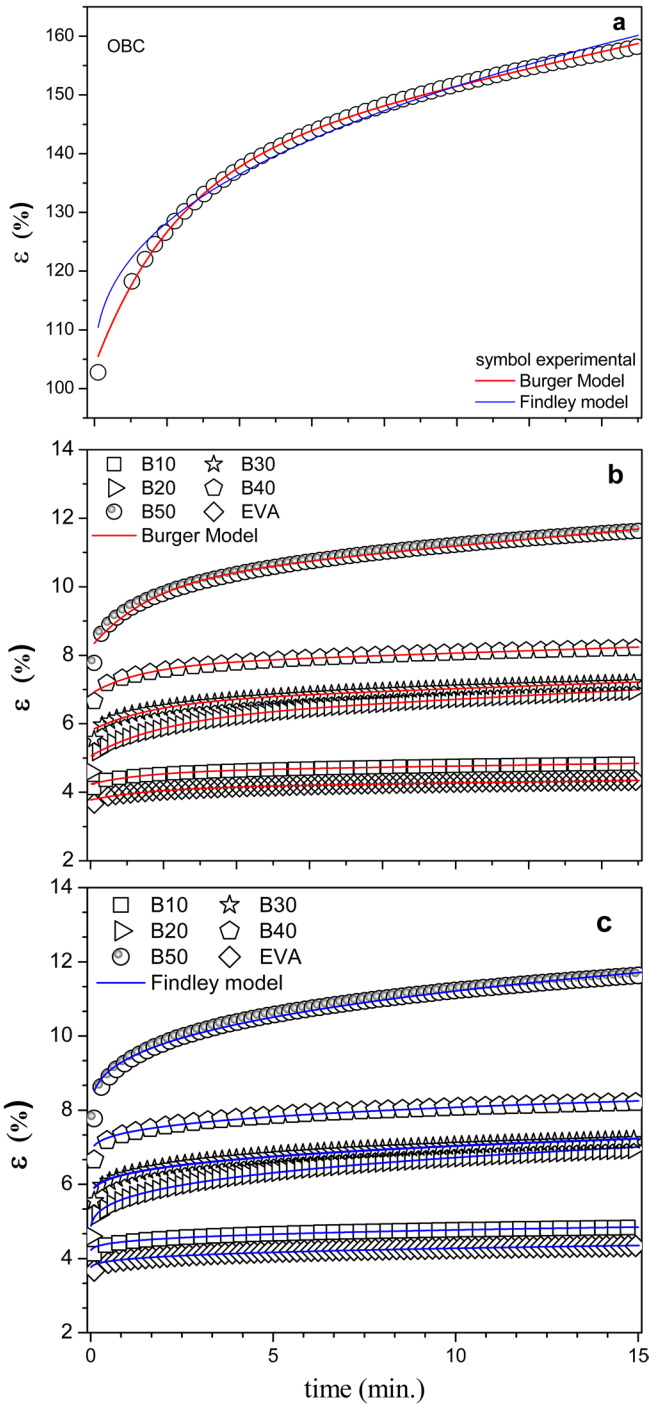 a
OBC
160
150
140
130
120
110
100
ε (%)
symbol experimental
Burger Model
Findley model
b
14
12
10
8
6
4
2
ε (%)
B10 B30
B20 B40
B50 EVA
Burger Model
c
14
12
10
8
6
4
2
ε (%)
B10 B30
B20 B40
B50 EVA
Findley model
0 5 10 15
time (min.)